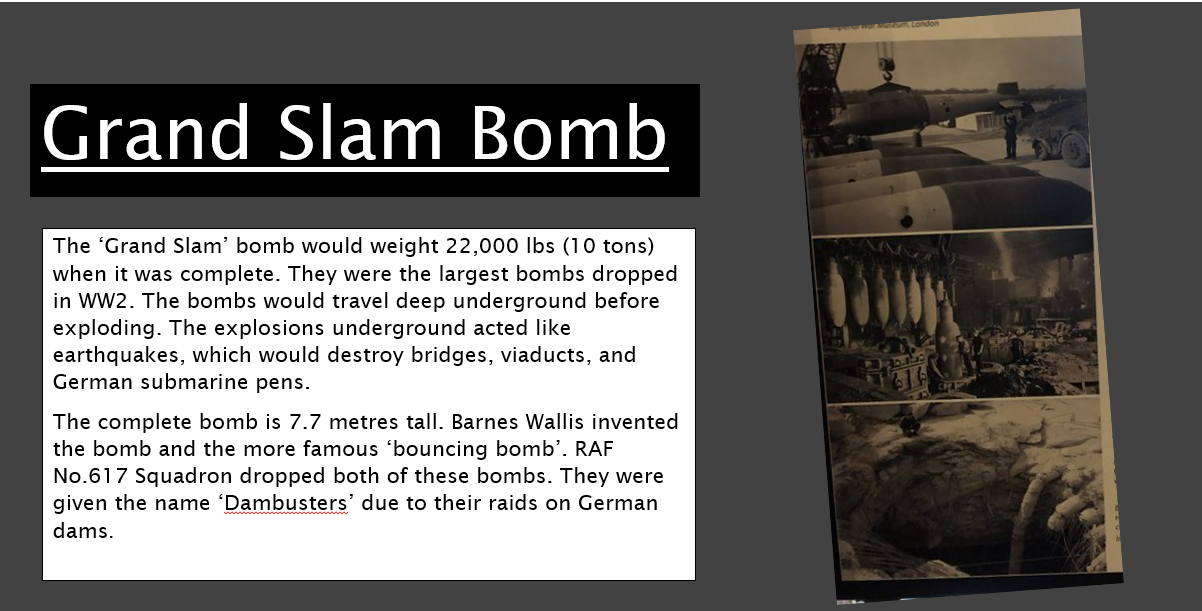 Imperial War Museum, London
Grand Slam Bomb
The ‘Grand Slam’ bomb would weight 22,000 lbs (10 tons)
when it was complete. They were the largest bombs dropped
in WW2. The bombs would travel deep underground before
exploding. The explosions underground acted like
earthquakes, which would destroy bridges, viaducts, and
German submarine pens.
The complete bomb is 7.7 metres tall. Barnes Wallis invented
the bomb and the more famous ‘bouncing bomb’. RAF
No.617 Squadron dropped both of these bombs. They were
given the name ‘Dambusters’ due to their raids on German
dams.